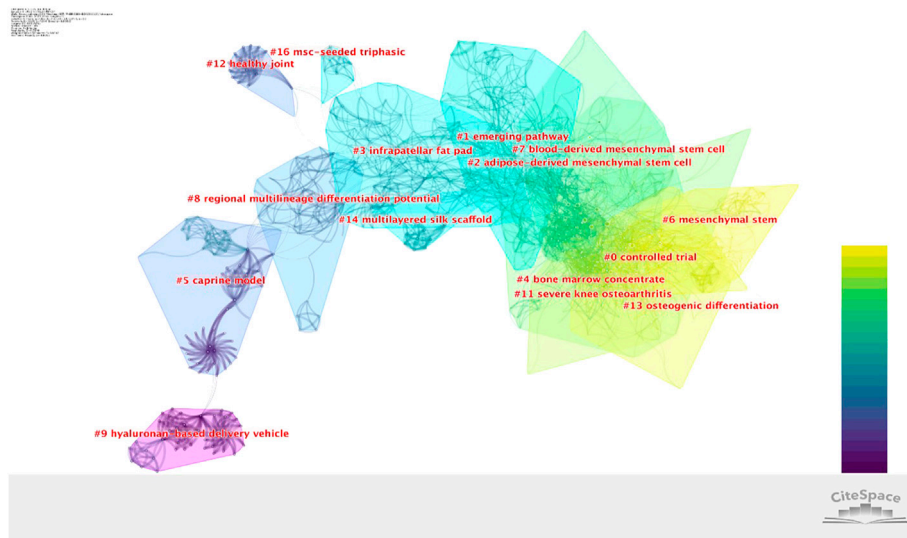 #16 msc-seeded triphasic
#12 healthy joint
#1 emerging pathway
#7 blood-derived mesenchymal stem cell
#3 infrapatellar fat pad
#2 adipose-derived mesenchymal stem cell
#8 regional multilineage differentiation potential
#14 multilayered silk scaffold
#6 mesenchymal stem
#0 controlled trial
#5 caprine model
#4 bone marrow concentrate
#11 severe knee osteoarthritis
#13 osteogenic differentiation
#9 hyaluronan-based delivery vehicle
CiteSpace